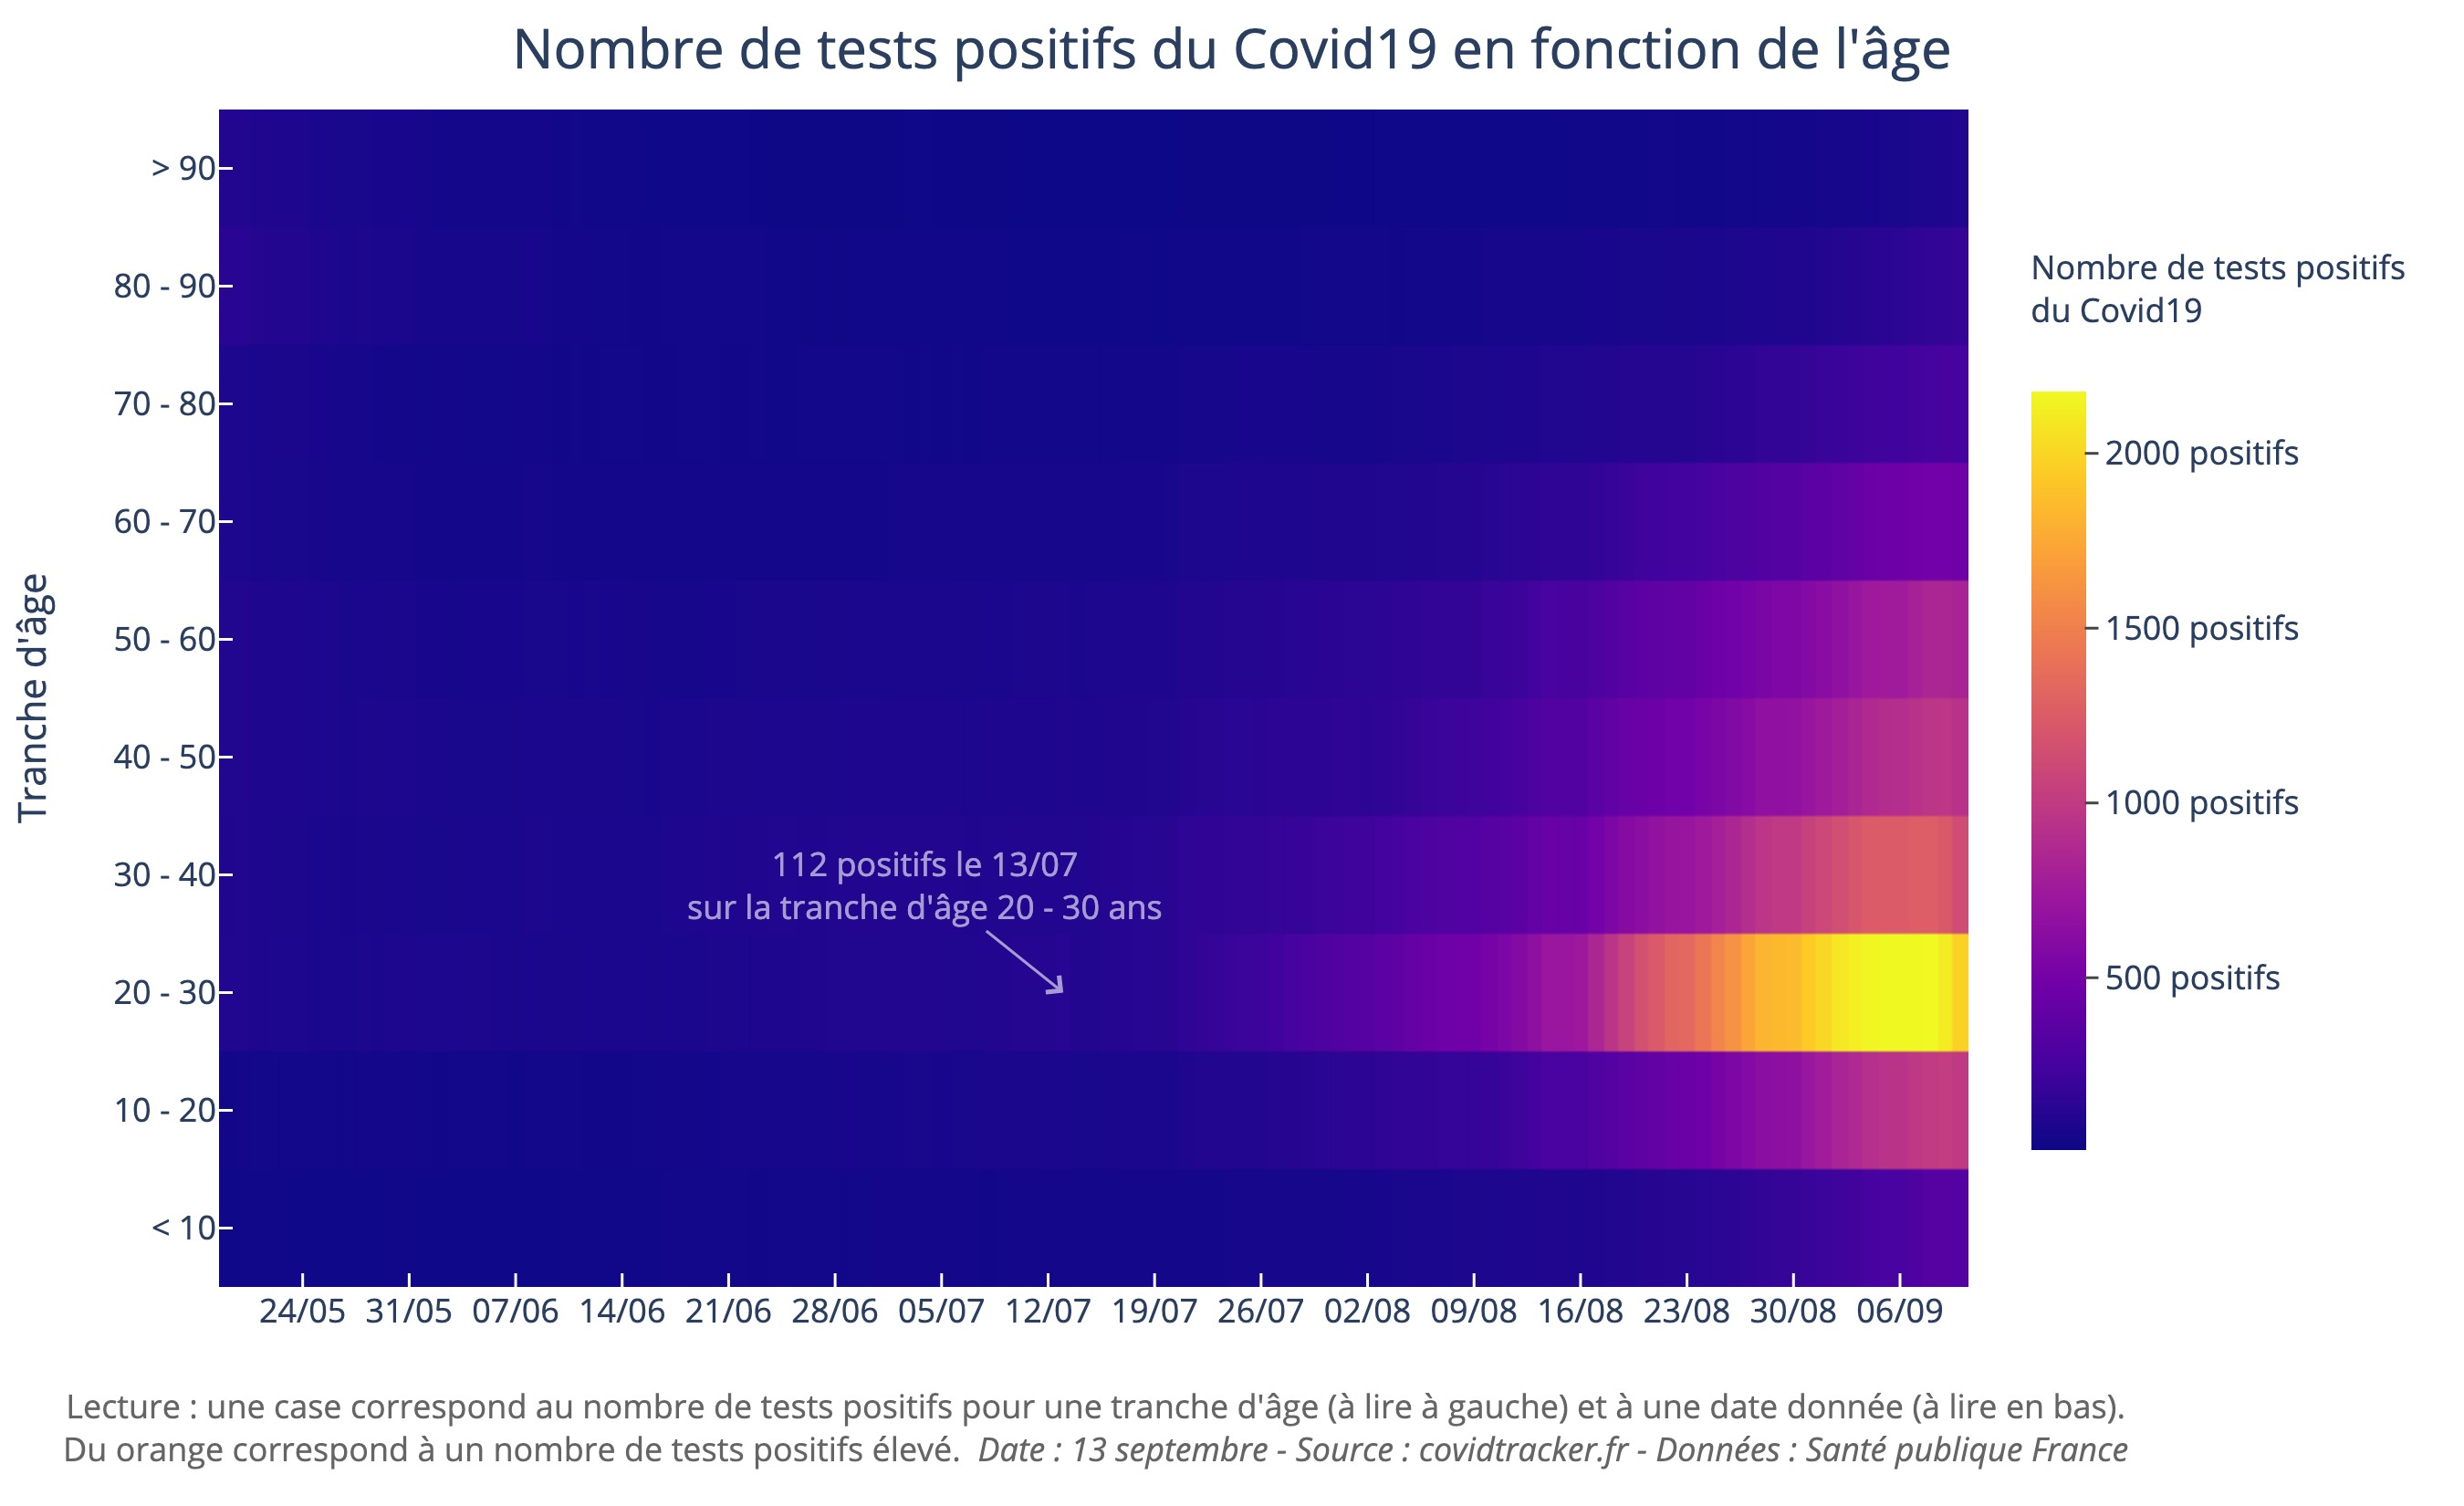 Nombre de tests positifs du Covid19 en fonction de l'âge
Tranche d'âge
> 90
80 - 90
70 - 80
60 - 70
50 - 60
40 - 50
30 - 40
20 - 30
10 - 20
< 10
112 positifs le 13/07
sur la tranche d'âge 20 - 30 ans
24/05 31/05 07/06 14/06 21/06 28/06 05/07 12/07 19/07 26/07 02/08 09/08 16/08 23/08 30/08 06/09
Nombre de tests positifs
du Covid19
2000 positifs
1500 positifs
1000 positifs
500 positifs
Lecture : une case correspond au nombre de tests positifs pour une tranche d'âge (à lire à gauche) et à une date donnée (à lire en bas).
Du orange correspond à un nombre de tests positifs élevé. Date : 13 septembre - Source : covidtracker.fr - Données : Santé publique France